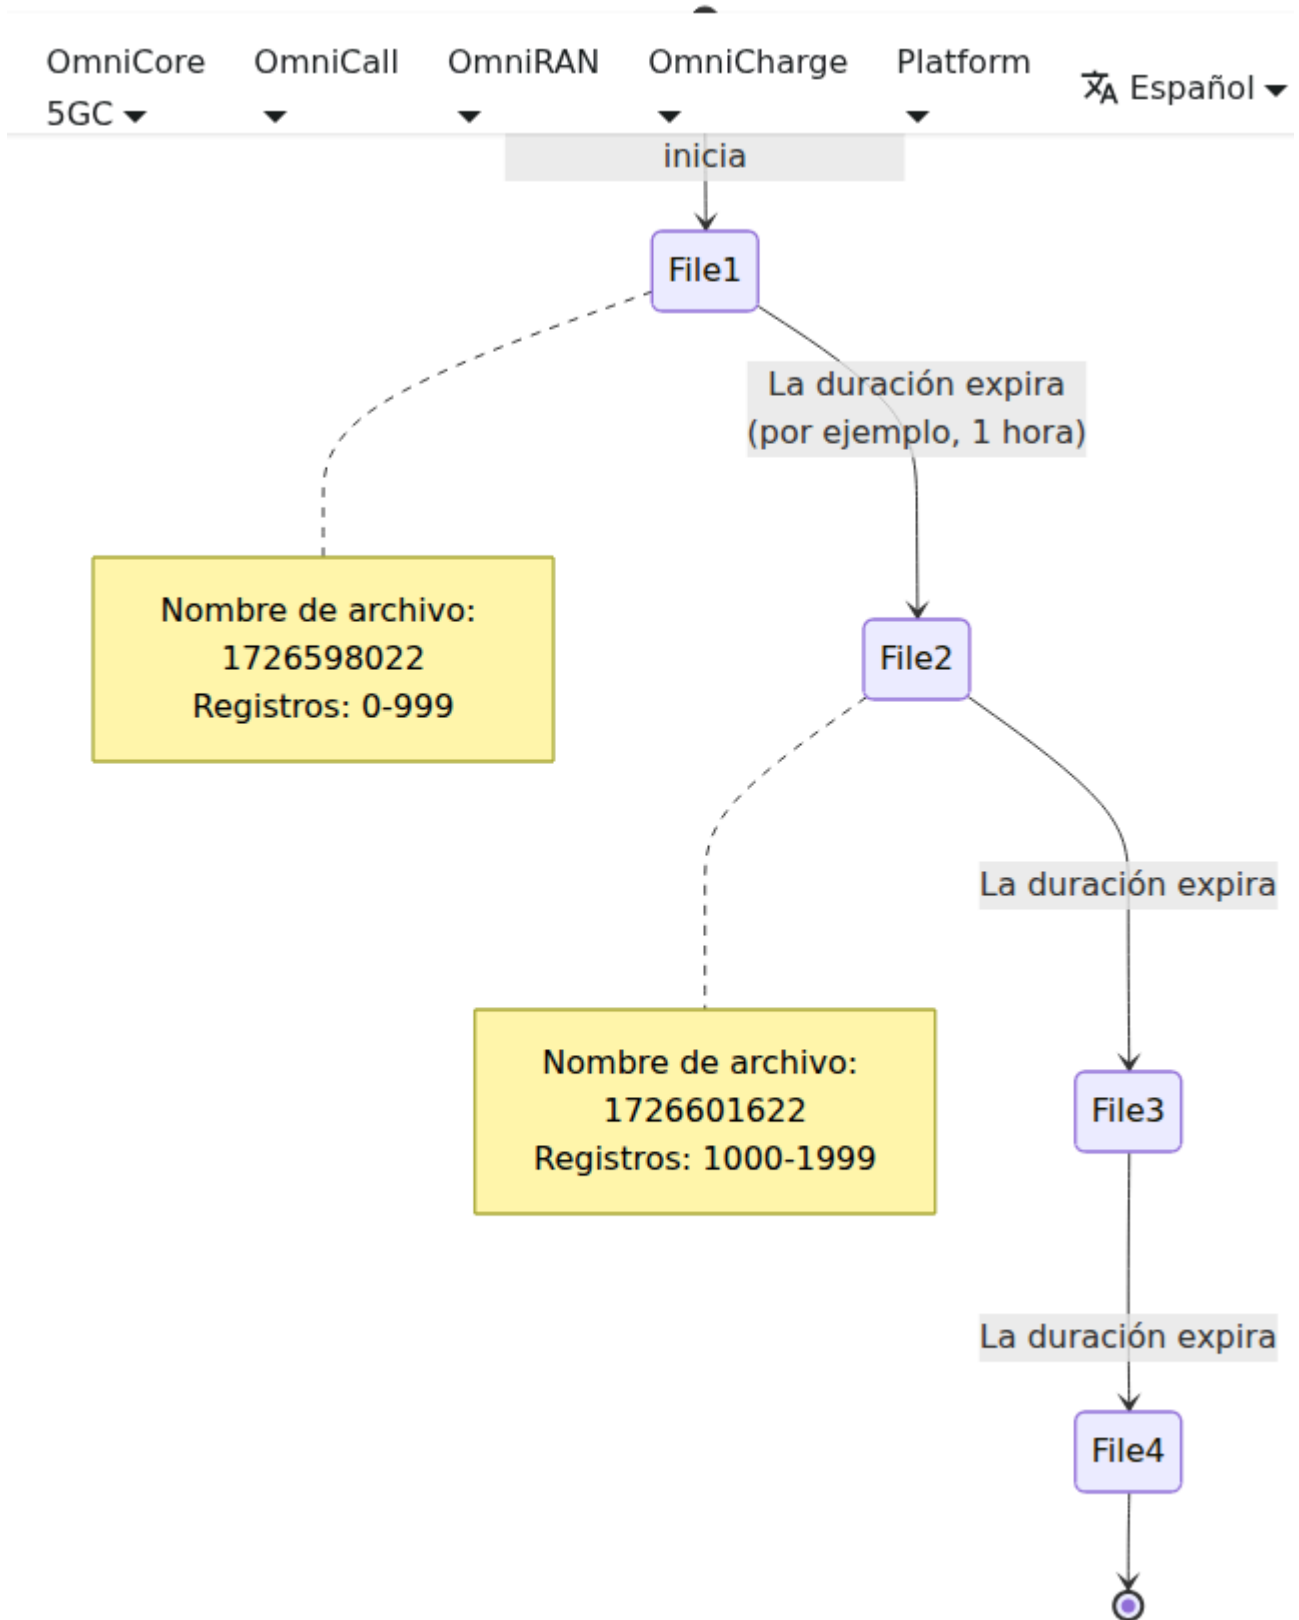 OmniCore
5GC
OmniCall
OmniRAN
OmniCharge
Platform
Español
inicia
File1
La duración expira
(por ejemplo, 1 hora)
Nombre de archivo:
1726598022
Registros: 0-999
File2
La duración expira
Nombre de archivo:
1726601622
Registros: 1000-1999
File3
La duración expira
File4